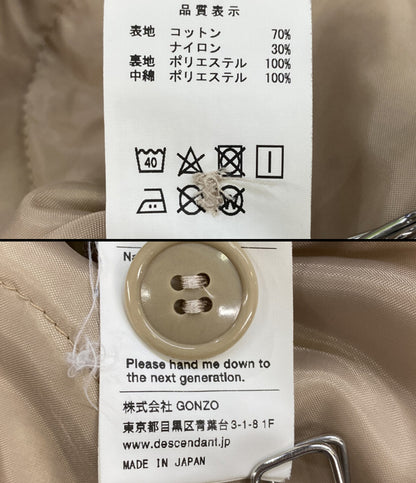 品質表示
表地 コットン 70%
ナイロン 30%
裏地 ポリエステル 100%
中綿 ポリエステル 100%
40
Please hand me down to
the next generation.
株式会社 GONZO
東京都目黒区青葉台3-1-8 1F
www.descendant.jp
MADE IN JAPAN